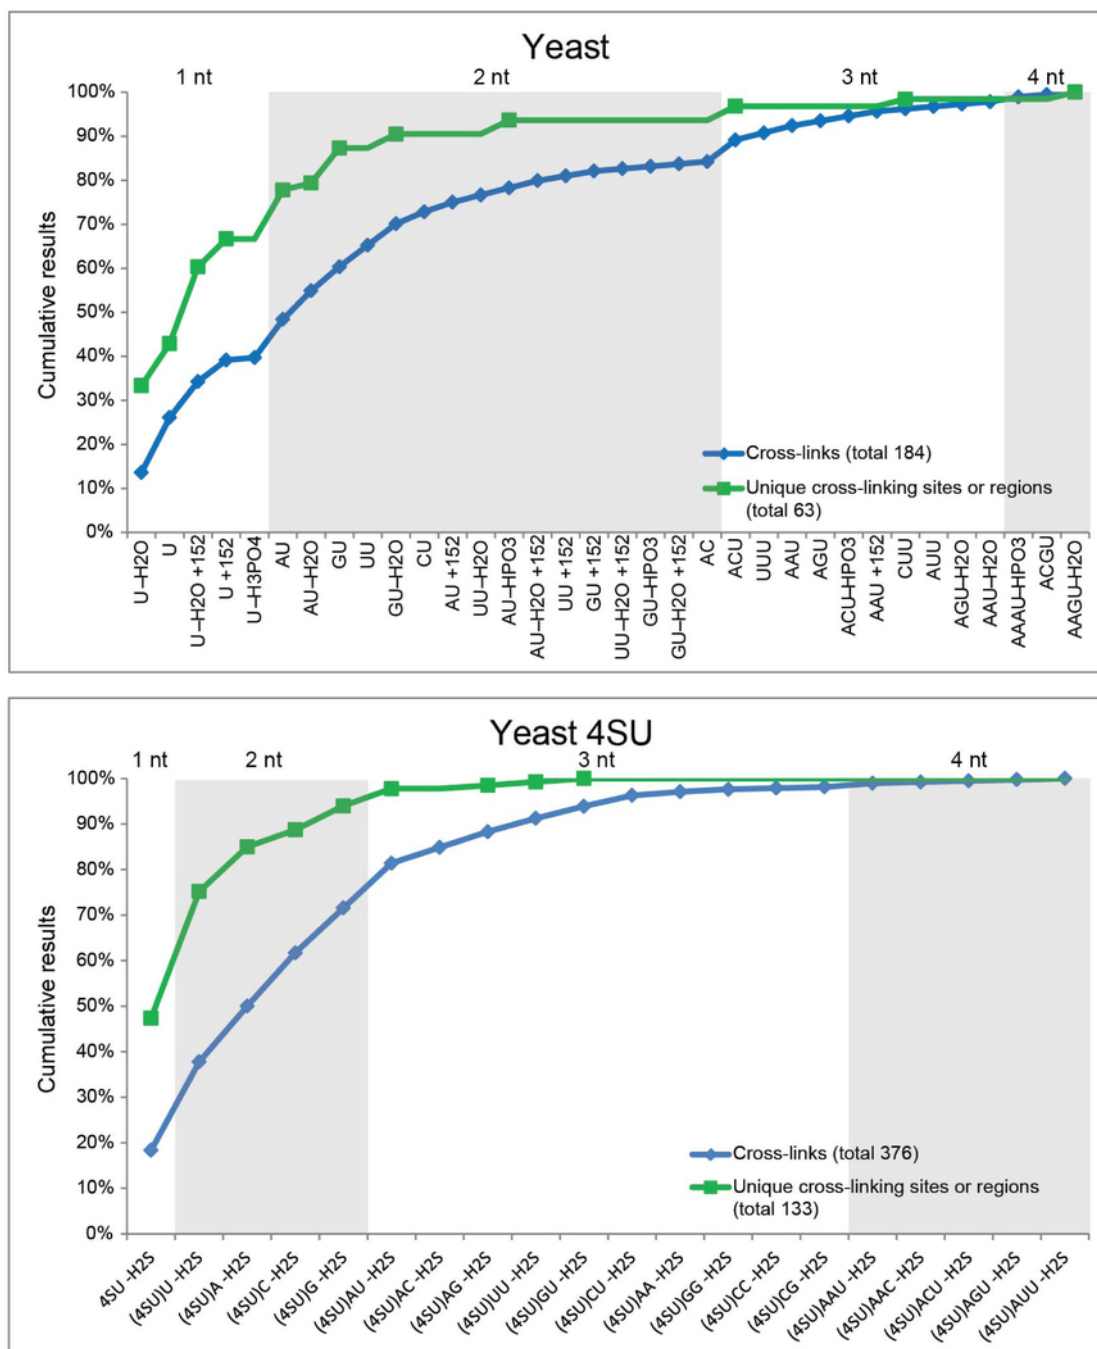 Yeast
1 nt
2 nt
3 nt
4 nt
100%
90%
80%
70%
60%
50%
40%
30%
20%
10%
0%
Cumulative results
Cross-links (total 184)
Unique cross-linking sites or regions
(total 63)
U–H2O
U
U–H2O +152
U +152
U–H3PO4
AU
AU–H2O
GU
UU
GU–H2O
CU
AU +152
UU–H2O
AU–HPO3
AU–H2O +152
UU +152
GU +152
UU–H2O +152
GU–HPO3
GU–H2O +152
AC
ACU
UUU
AAU
AGU
ACU–HPO3
AAU +152
CUU
AUU
AGU–H2O
AAU–H2O
AAAU–HPO3
ACGU
AAGU–H2O
Yeast 4SU
1 nt
2 nt
3 nt
4 nt
100%
90%
80%
70%
60%
50%
40%
30%
20%
10%
0%
Cumulative results
Cross-links (total 376)
Unique cross-linking sites or regions
(total 133)
4SU -H2S
(4SU)U -H2S
(4SU)A -H2S
(4SU)C -H2S
(4SU)G -H2S
(4SU)AU -H2S
(4SU)AC -H2S
(4SU)AG -H2S
(4SU)UU -H2S
(4SU)GU -H2S
(4SU)CU -H2S
(4SU)AA -H2S
(4SU)GG -H2S
(4SU)CC -H2S
(4SU)CG -H2S
(4SU)AAU -H2S
(4SU)AAC -H2S
(4SU)ACU -H2S
(4SU)AGU -H2S
(4SU)AUU -H2S